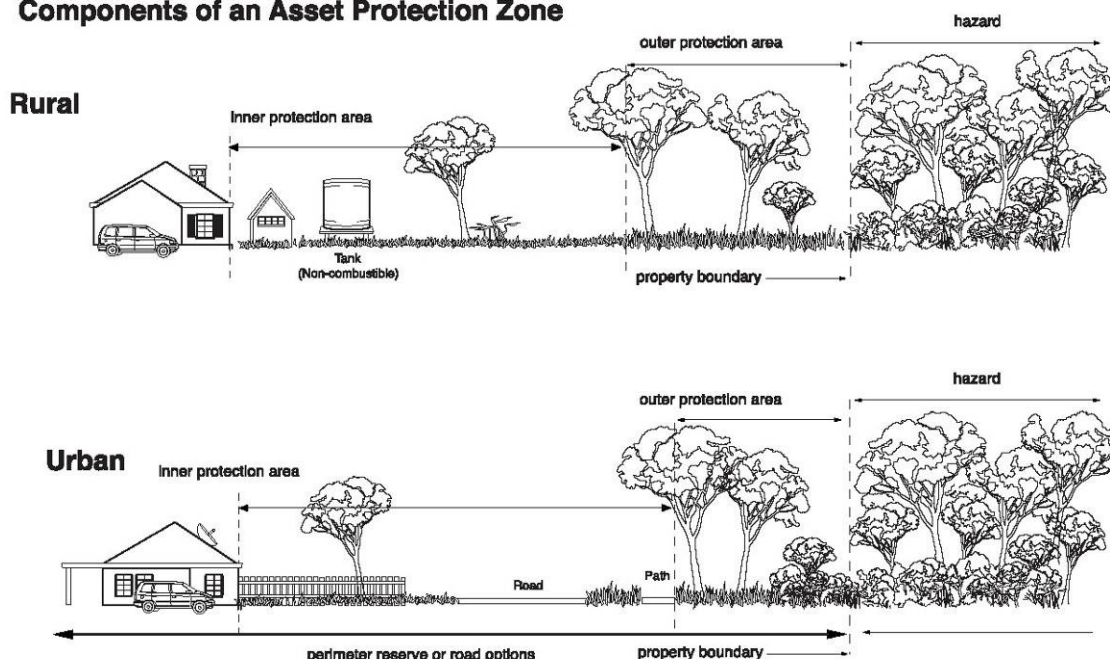 Components of an Asset Protection Zone
hazard
outer protection area
Rural
inner protection area
Tank
(Non-combustible)
property boundary
hazard
outer protection area
Urban
inner protection area
Path
Road
perimeter reserve or road options
property boundary